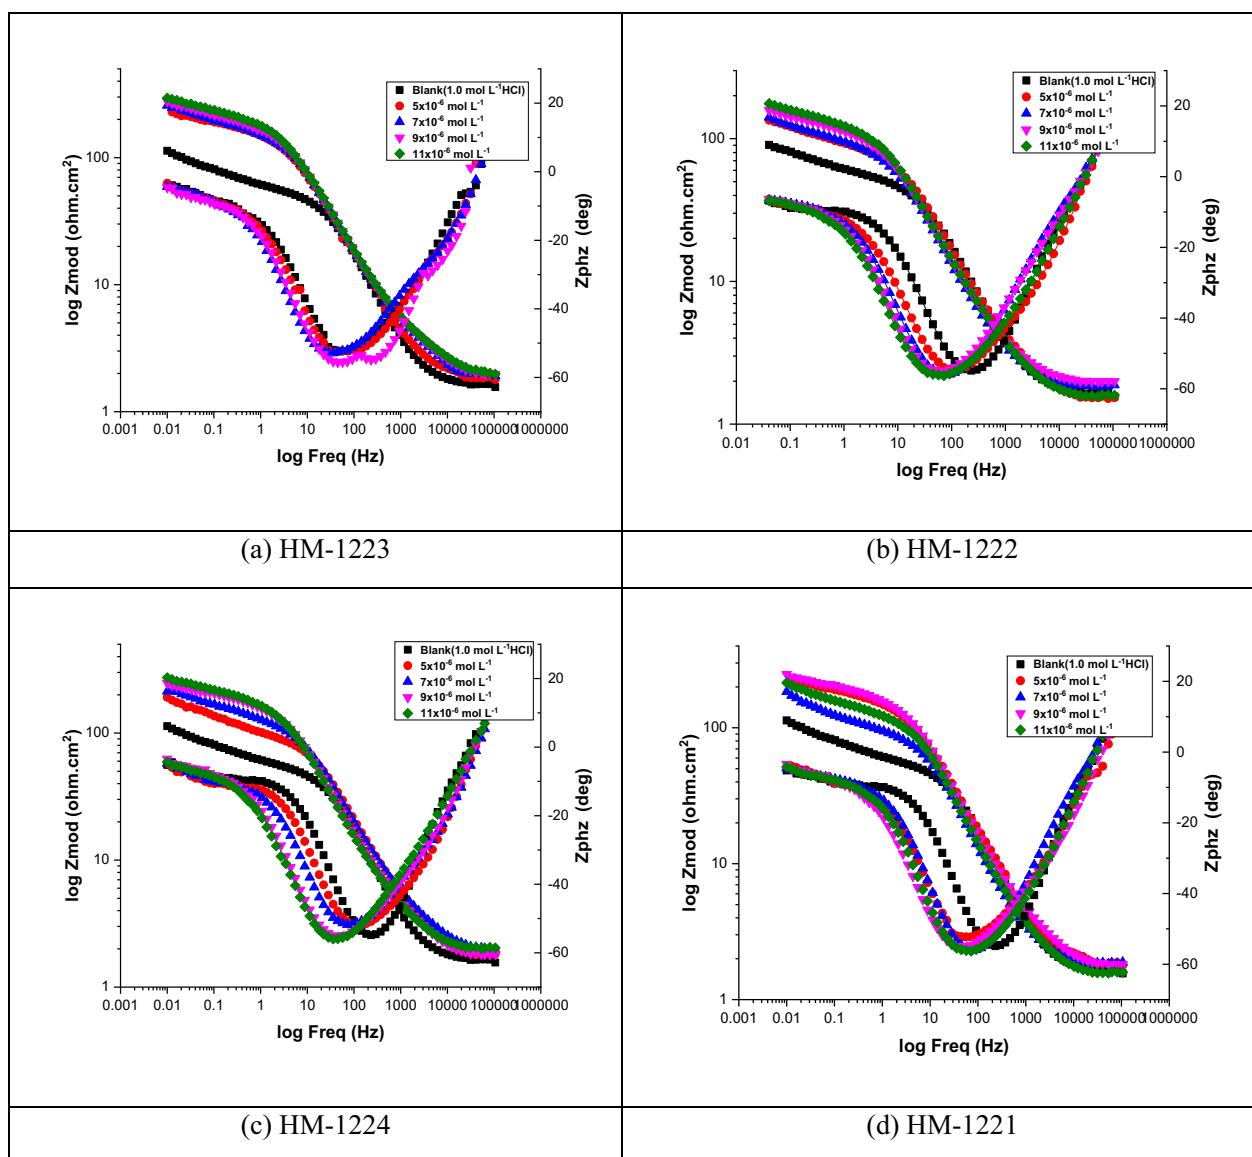 Blank(1.0 mol L⁻¹HCl)
5x10⁻⁶ mol L⁻¹
7x10⁻⁶ mol L⁻¹
9x10⁻⁶ mol L⁻¹
11x10⁻⁶ mol L⁻¹
log Zmod (ohm.cm²)
100
10
1
20
0
-20
-40
-60
Zphz (deg)
0.001 0.01 0.1 1 10 100 1000 10000 100000 1000000
log Freq (Hz)
Blank(1.0 mol L⁻¹HCl)
5x10⁻⁶ mol L⁻¹
7x10⁻⁶ mol L⁻¹
9x10⁻⁶ mol L⁻¹
11x10⁻⁶ mol L⁻¹
log Zmod (ohm.cm²)
100
10
1
20
0
-20
-40
-60
Zphz (deg)
0.01 0.1 1 10 100 1000 10000 100000 1000000
log Freq (Hz)
(a) HM-1223
(b) HM-1222
Blank(1.0 mol L⁻¹HCl)
5x10⁻⁶ mol L⁻¹
7x10⁻⁶ mol L⁻¹
9x10⁻⁶ mol L⁻¹
11x10⁻⁶ mol L⁻¹
log Zmod (ohm.cm²)
100
10
1
20
0
-20
-40
-60
Zphz (deg)
0.001 0.01 0.1 1 10 100 1000 10000 100000 1000000
log Freq (Hz)
Blank(1.0 mol L⁻¹HCl)
5x10⁻⁶ mol L⁻¹
7x10⁻⁶ mol L⁻¹
9x10⁻⁶ mol L⁻¹
11x10⁻⁶ mol L⁻¹
log Zmod (ohm.cm²)
100
10
1
20
0
-20
-40
-60
Zphz (deg)
0.001 0.01 0.1 1 10 100 1000 10000 100000 1000000
log Freq (Hz)
(c) HM-1224
(d) HM-1221